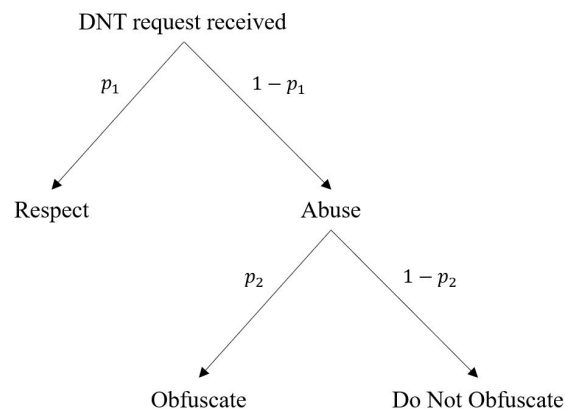 DNT request received
p₁
1 − p₁
Respect
Abuse
p₂
1 − p₂
Obfuscate
Do Not Obfuscate